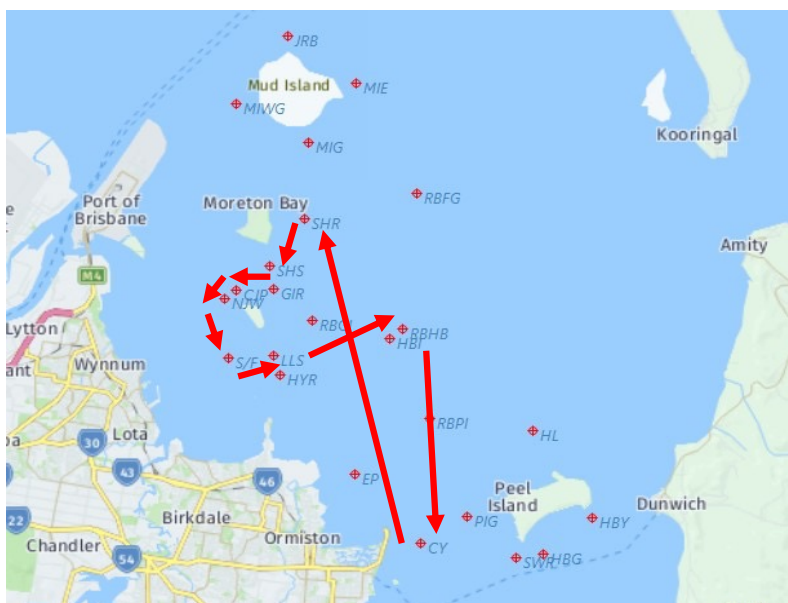 JRB
Mud Island
MIE
MIWG
MIG
Kooringal
Port of
Brisbane
Moreton Bay
RBFG
SHR
Amity
M4
SHS
CJP
GIR
NJW
Lytton
RBHB
HBI
S/F
LLS
HYR
Wynnum
RBPI
HL
Lota
30
43
46
EP
Peel
Island
Dunwich
22
Birkdale
PIG
HBY
Chandler
Ormiston
CY
54
HBG